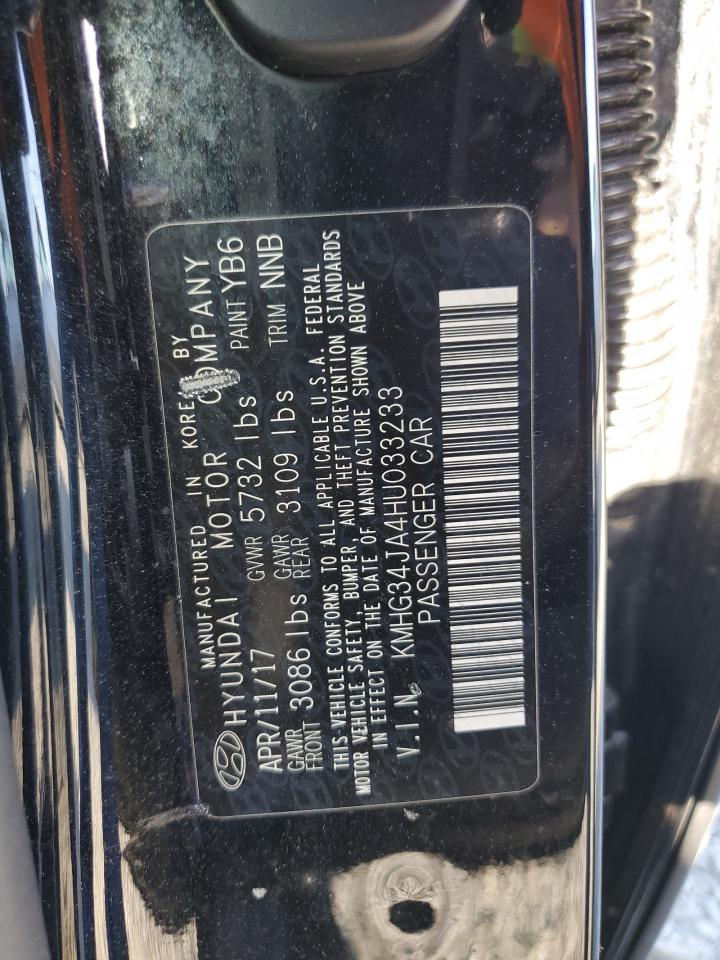 MANUFACTURED IN KOREA BY
HYUNDAI MOTOR COMPANY
APR/11/17 GVWR 5732 lbs PAINT YB6
GAWR FRONT 3086 lbs GAWR REAR 3109 lbs TRIM NNB
THIS VEHICLE CONFORMS TO ALL APPLICABLE U.S.A. FEDERAL
MOTOR VEHICLE SAFETY, BUMPER, AND THEFT PREVENTION STANDARDS
IN EFFECT ON THE DATE OF MANUFACTURE SHOWN ABOVE
V.I.N. KMHG34JA4HU033233
PASSENGER CAR